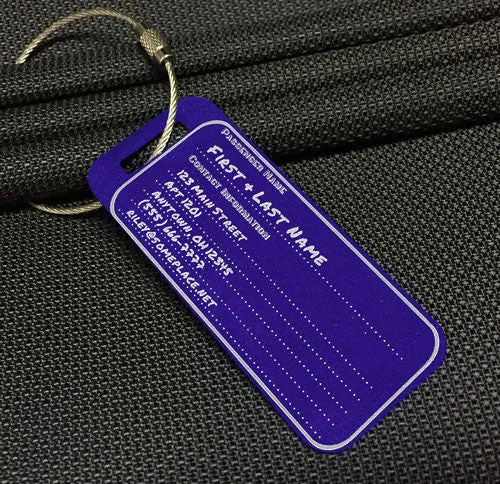 Passenger Name
First & Last Name
Contact Information
123 Main Street
Apt 1201
Anytown, OH 12345
(555) 666-7777
riley@someplace.net